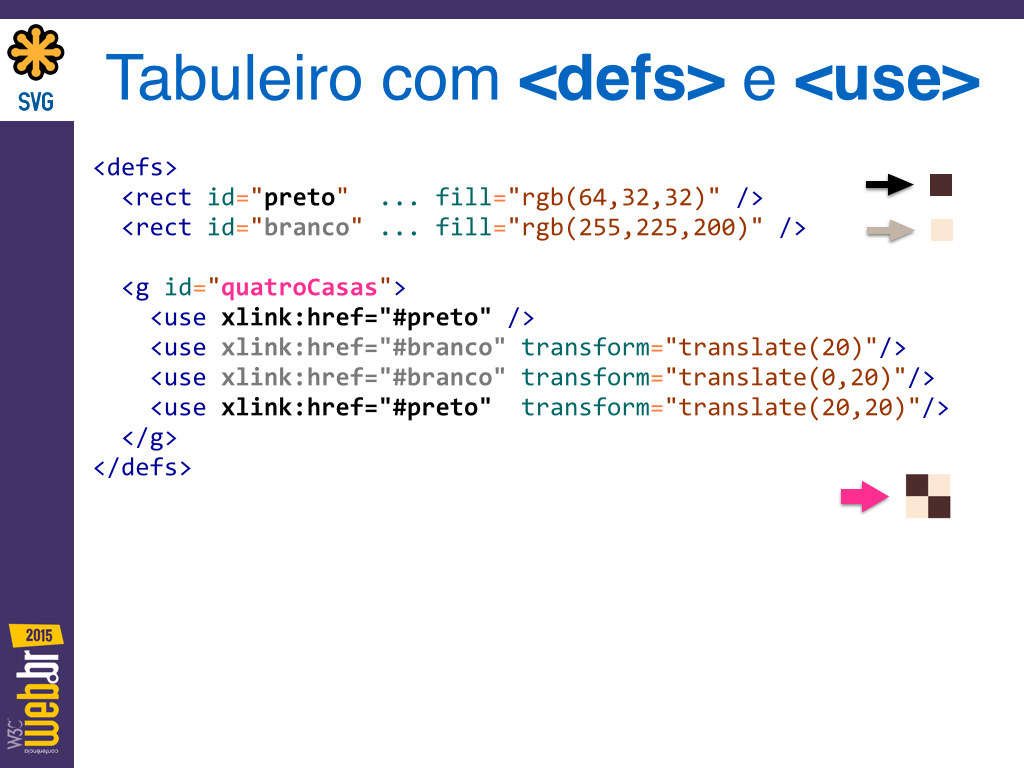 SVG
Tabuleiro com <defs> e <use>
<defs>
  <rect id="preto"  ... fill="rgb(64,32,32)" />
  <rect id="branco" ... fill="rgb(255,225,200)" />
  <g id="quatroCasas">
    <use xlink:href="#preto" />
    <use xlink:href="#branco" transform="translate(20)"/>
    <use xlink:href="#branco" transform="translate(0,20)"/>
    <use xlink:href="#preto"  transform="translate(20,20)"/>
  </g>
</defs>
2015
W3C
web.br
conferência